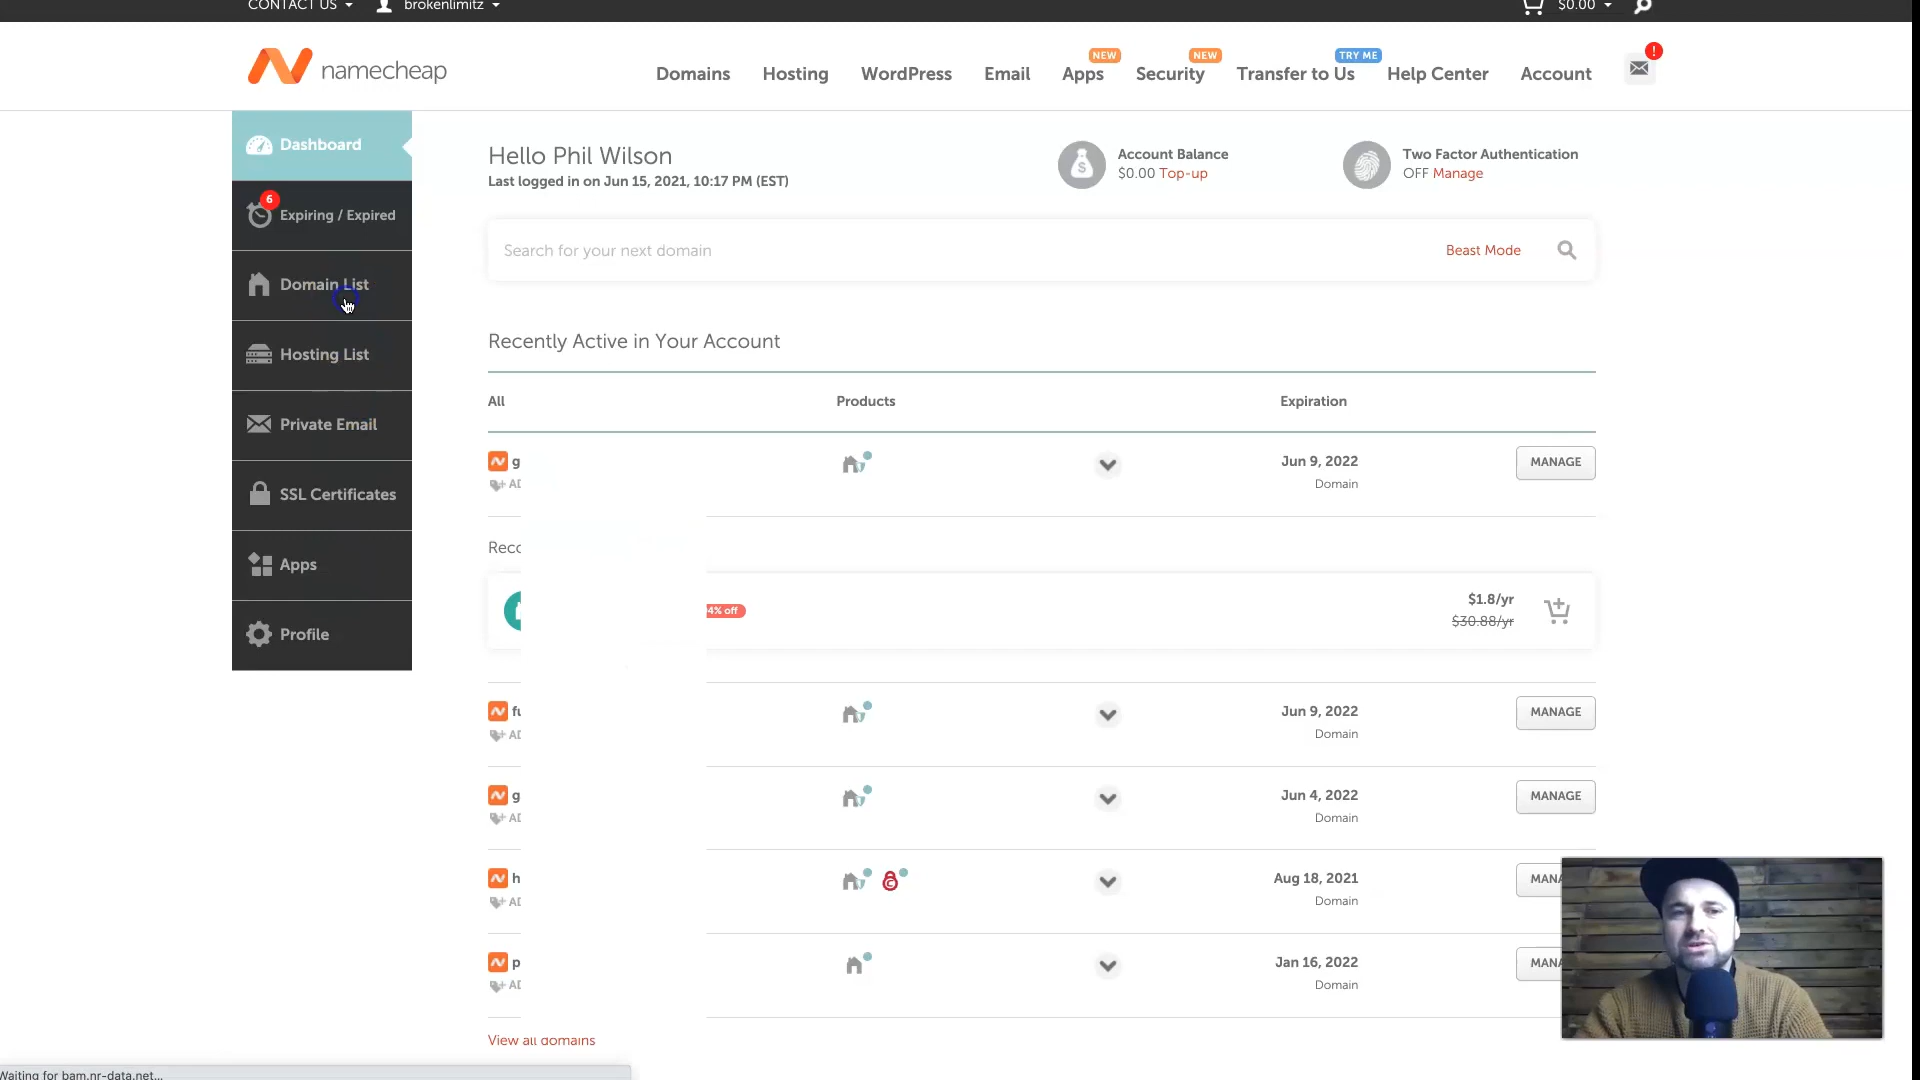 CONTACT US
brokenlimitz
$0.00
namecheap
Domains
Hosting
WordPress
Email
NEW
Apps
NEW
Security
TRY ME
Transfer to Us
Help Center
Account
!
Dashboard
6
Expiring / Expired
Domain List
Hosting List
Private Email
SSL Certificates
Apps
Profile
Hello Phil Wilson
Last logged in on Jun 15, 2021, 10:17 PM (EST)
Account Balance
$0.00 Top-up
Two Factor Authentication
OFF Manage
Search for your next domain
Beast Mode
Recently Active in Your Account
All Products Expiration
g
Jun 9, 2022
MANAGE
Domain
4% off
$1.8/yr
$30.88/yr
Jun 9, 2022
MANAGE
Domain
g
Jun 4, 2022
MANAGE
Domain
h
Aug 18, 2021
Domain
p
Jan 16, 2022
Domain
View all domains
Waiting for bam.nr-data.net...